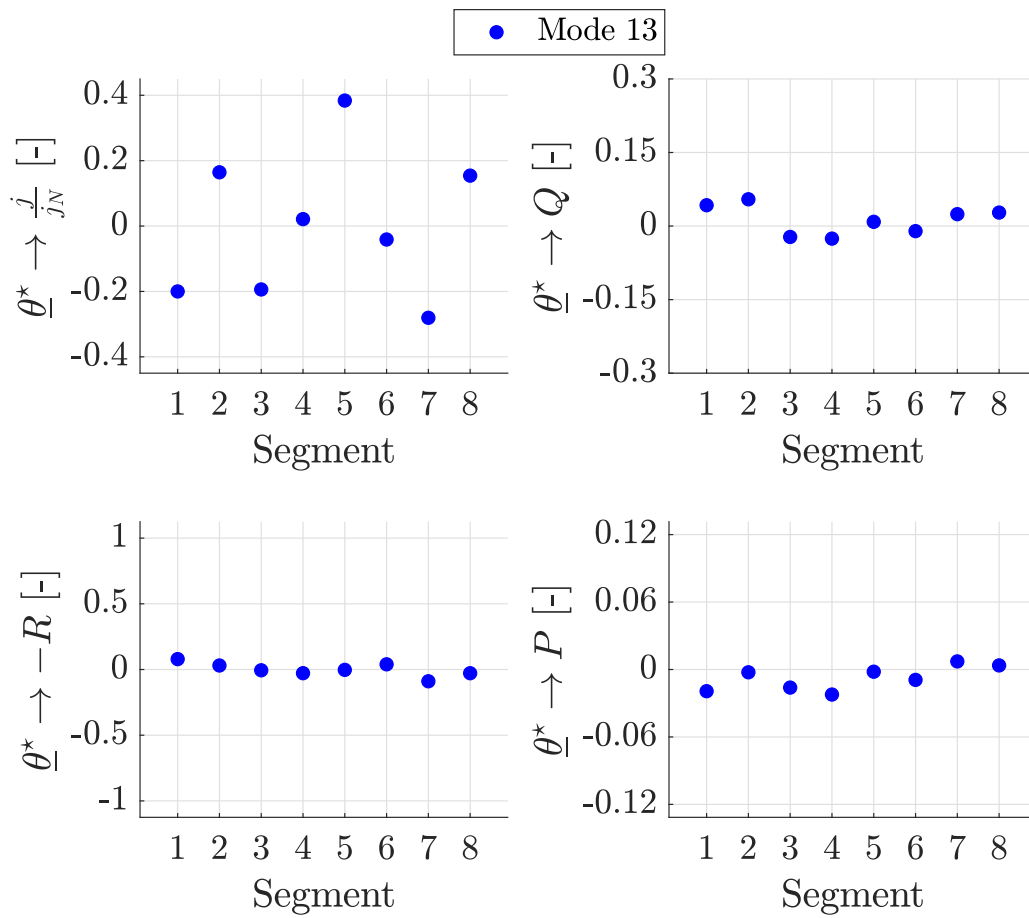 Mode 13
θ* → j/j_N [-]
0.4
0.2
0
-0.2
-0.4
1 2 3 4 5 6 7 8
Segment
θ* → Q [-]
0.3
0.15
0
-0.15
-0.3
1 2 3 4 5 6 7 8
Segment
θ* → −R [-]
1
0.5
0
-0.5
-1
1 2 3 4 5 6 7 8
Segment
θ* → P [-]
0.12
0.06
0
-0.06
-0.12
1 2 3 4 5 6 7 8
Segment